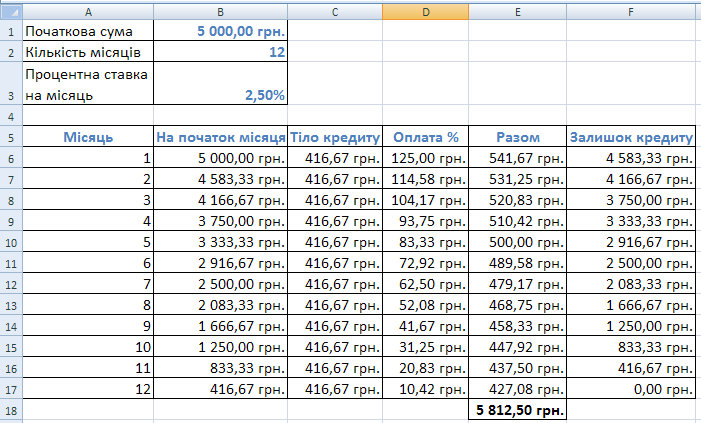 A B C D E F
1 Початкова сума 5 000,00 грн.
2 Кількість місяців 12
Процентна ставка
3 на місяць 2,50%
4
5 Місяць На початок місяця Тіло кредиту Оплата % Разом Залишок кредиту
6 1 5 000,00 грн. 416,67 грн. 125,00 грн. 541,67 грн. 4 583,33 грн.
7 2 4 583,33 грн. 416,67 грн. 114,58 грн. 531,25 грн. 4 166,67 грн.
8 3 4 166,67 грн. 416,67 грн. 104,17 грн. 520,83 грн. 3 750,00 грн.
9 4 3 750,00 грн. 416,67 грн. 93,75 грн. 510,42 грн. 3 333,33 грн.
10 5 3 333,33 грн. 416,67 грн. 83,33 грн. 500,00 грн. 2 916,67 грн.
11 6 2 916,67 грн. 416,67 грн. 72,92 грн. 489,58 грн. 2 500,00 грн.
12 7 2 500,00 грн. 416,67 грн. 62,50 грн. 479,17 грн. 2 083,33 грн.
13 8 2 083,33 грн. 416,67 грн. 52,08 грн. 468,75 грн. 1 666,67 грн.
14 9 1 666,67 грн. 416,67 грн. 41,67 грн. 458,33 грн. 1 250,00 грн.
15 10 1 250,00 грн. 416,67 грн. 31,25 грн. 447,92 грн. 833,33 грн.
16 11 833,33 грн. 416,67 грн. 20,83 грн. 437,50 грн. 416,67 грн.
17 12 416,67 грн. 416,67 грн. 10,42 грн. 427,08 грн. 0,00 грн.
18 5 812,50 грн.